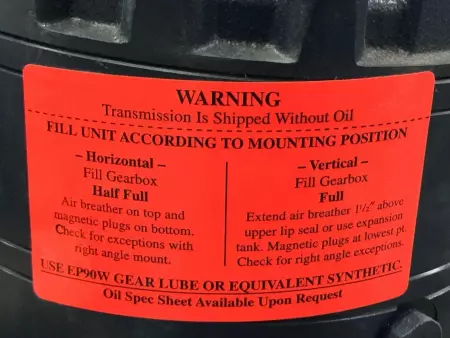 WARNING
Transmission Is Shipped Without Oil
FILL UNIT ACCORDING TO MOUNTING POSITION
– Horizontal –
Fill Gearbox
Half Full
Air breather on top and
magnetic plugs on bottom.
Check for exceptions with
right angle mount.
– Vertical –
Fill Gearbox
Full
Extend air breather 1½" above
upper lip seal or use expansion
tank. Magnetic plugs at lowest pt.
Check for right angle exceptions.
USE EP90W GEAR LUBE OR EQUIVALENT SYNTHETIC.
Oil Spec Sheet Available Upon Request